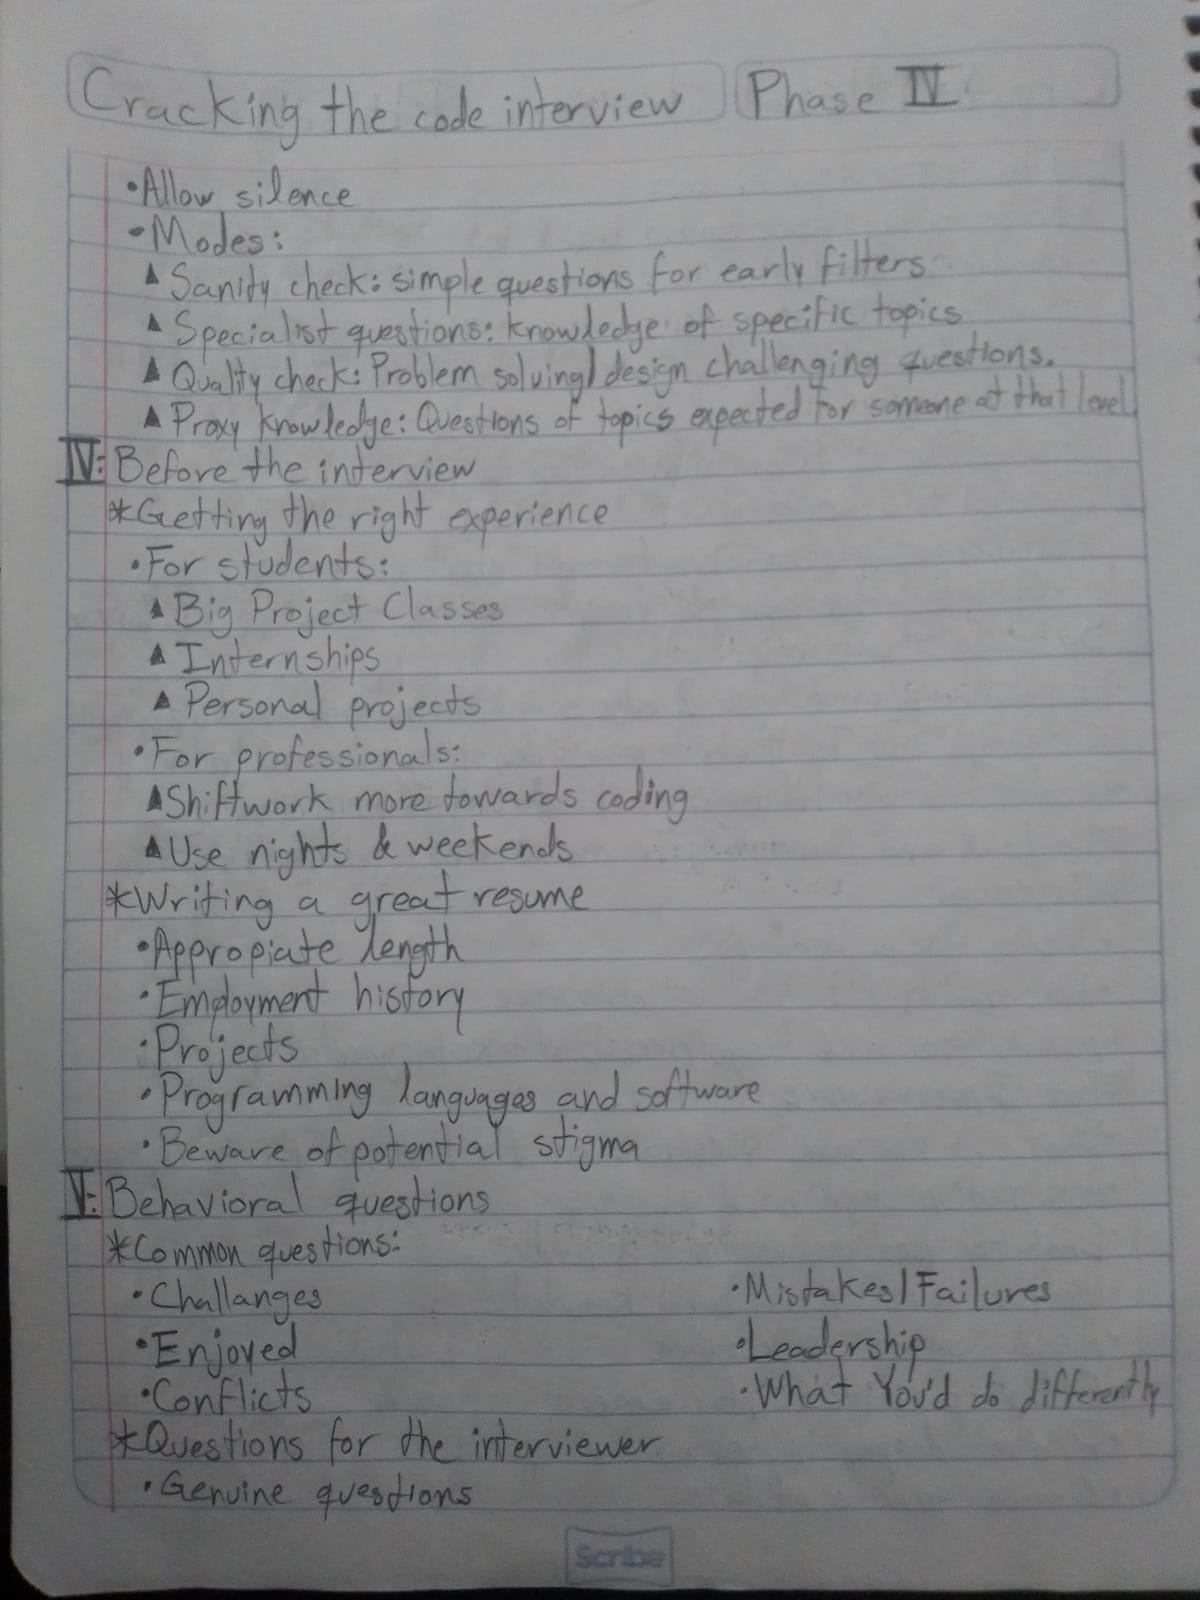 Cracking the code interview Phase IV
•Allow silence
•Modes:
▲Sanity check: simple questions for early filters
▲Specialist questions: knowledge of specific topics
▲Quality check: Problem solving/design challenging questions.
▲Proxy knowledge: Questions of topics expected for someone at that level
IV: Before the interview
*Getting the right experience
•For students:
▲Big Project Classes
▲Internships
▲Personal projects
•For professionals:
▲Shiftwork more towards coding
▲Use nights & weekends
*Writing a great resume
•Appropiate length
•Employment history
•Projects
•Programming languages and software
•Beware of potential stigma
V: Behavioral questions
*Common questions:
•Challanges
•Enjoyed
•Conflicts
•Mistakes/Failures
•Leadership
•What You'd do differently
*Questions for the interviewer
•Genuine questions
Scribe